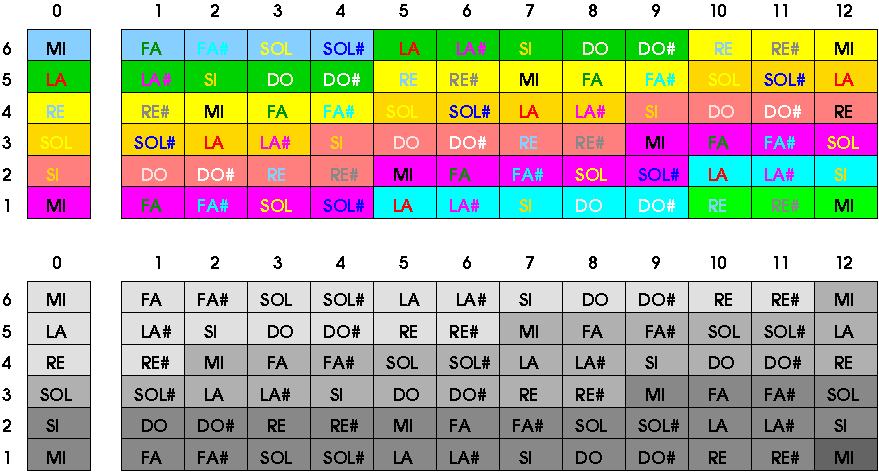 0 1 2 3 4 5 6 7 8 9 10 11 12
6 MI FA FA# SOL SOL# LA LA# SI DO DO# RE RE# MI
5 LA LA# SI DO DO# RE RE# MI FA FA# SOL SOL# LA
4 RE RE# MI FA FA# SOL SOL# LA LA# SI DO DO# RE
3 SOL SOL# LA LA# SI DO DO# RE RE# MI FA FA# SOL
2 SI DO DO# RE RE# MI FA FA# SOL SOL# LA LA# SI
1 MI FA FA# SOL SOL# LA LA# SI DO DO# RE RE# MI
0 1 2 3 4 5 6 7 8 9 10 11 12
6 MI FA FA# SOL SOL# LA LA# SI DO DO# RE RE# MI
5 LA LA# SI DO DO# RE RE# MI FA FA# SOL SOL# LA
4 RE RE# MI FA FA# SOL SOL# LA LA# SI DO DO# RE
3 SOL SOL# LA LA# SI DO DO# RE RE# MI FA FA# SOL
2 SI DO DO# RE RE# MI FA FA# SOL SOL# LA LA# SI
1 MI FA FA# SOL SOL# LA LA# SI DO DO# RE RE# MI